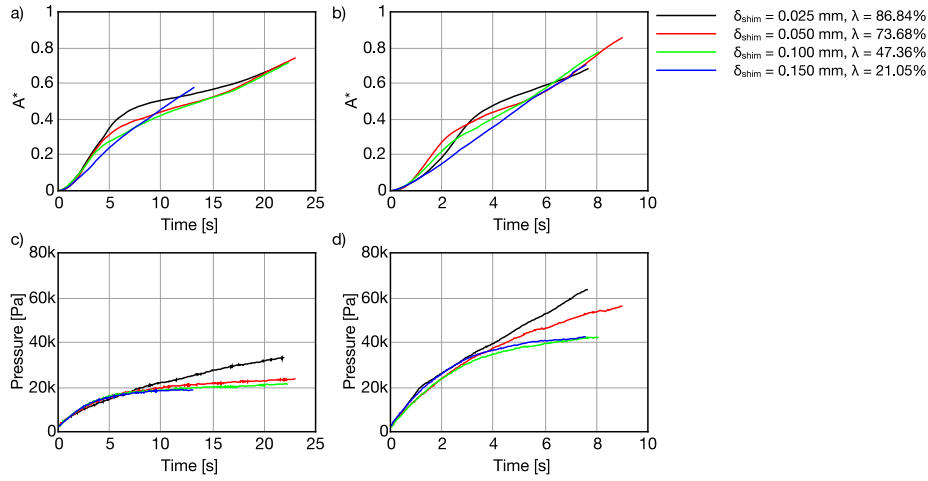 a)
b)
δshim = 0.025 mm, λ = 86.84%
δshim = 0.050 mm, λ = 73.68%
δshim = 0.100 mm, λ = 47.36%
δshim = 0.150 mm, λ = 21.05%
1
0.8
0.6
0.4
0.2
0
A*
0 5 10 15 20 25
Time [s]
1
0.8
0.6
0.4
0.2
0
A*
0 2 4 6 8 10
Time [s]
c)
d)
80k
60k
40k
20k
0
Pressure [Pa]
0 5 10 15 20 25
Time [s]
80k
60k
40k
20k
0
Pressure [Pa]
0 2 4 6 8 10
Time [s]